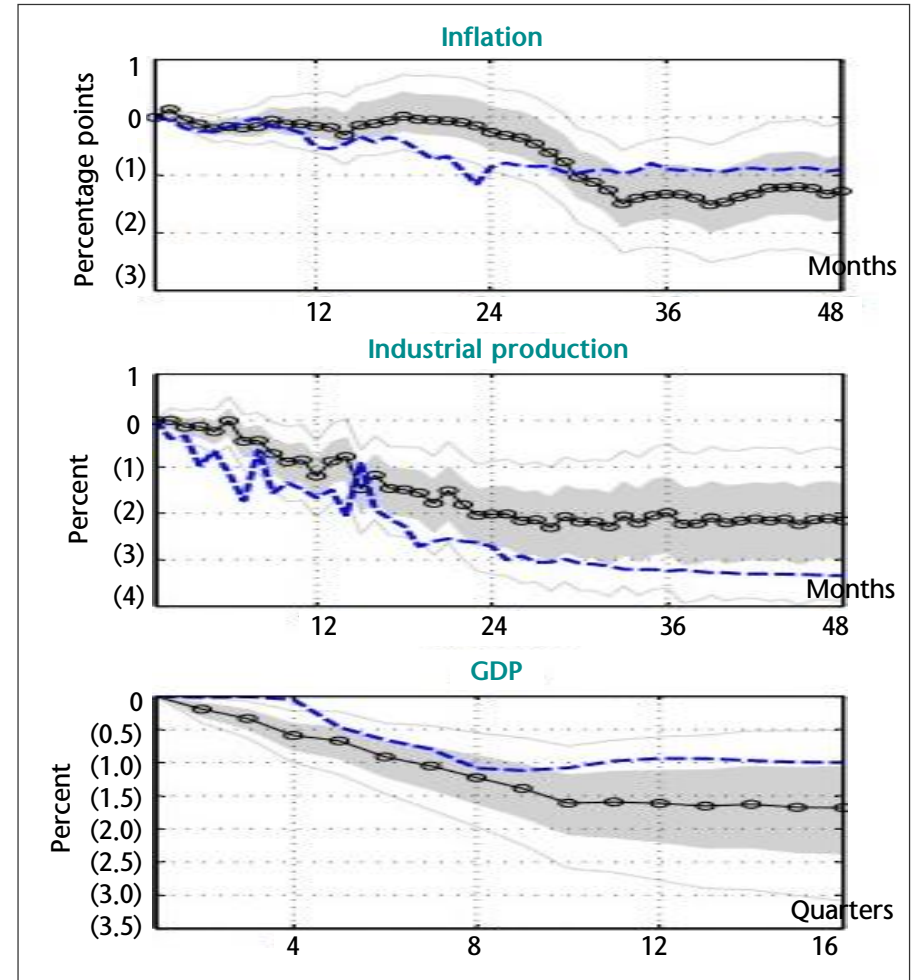 Inflation
Percentage points
1
0
(1)
(2)
(3)
Months
12 24 36 48
Industrial production
Percent
1
0
(1)
(2)
(3)
(4)
Months
12 24 36 48
GDP
Percent
0
(0.5)
(1.0)
(1.5)
(2.0)
(2.5)
(3.0)
(3.5)
Quarters
4 8 12 16